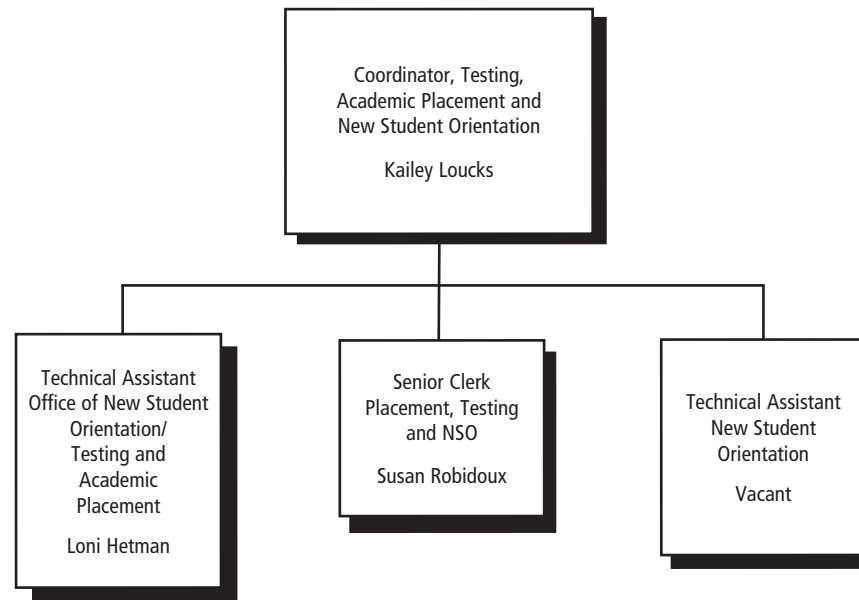 Coordinator, Testing,
Academic Placement and
New Student Orientation
Kailey Loucks
Technical Assistant
Office of New Student
Orientation/
Testing and
Academic
Placement
Loni Hetman
Senior Clerk
Placement, Testing
and NSO
Susan Robidoux
Technical Assistant
New Student
Orientation
Vacant